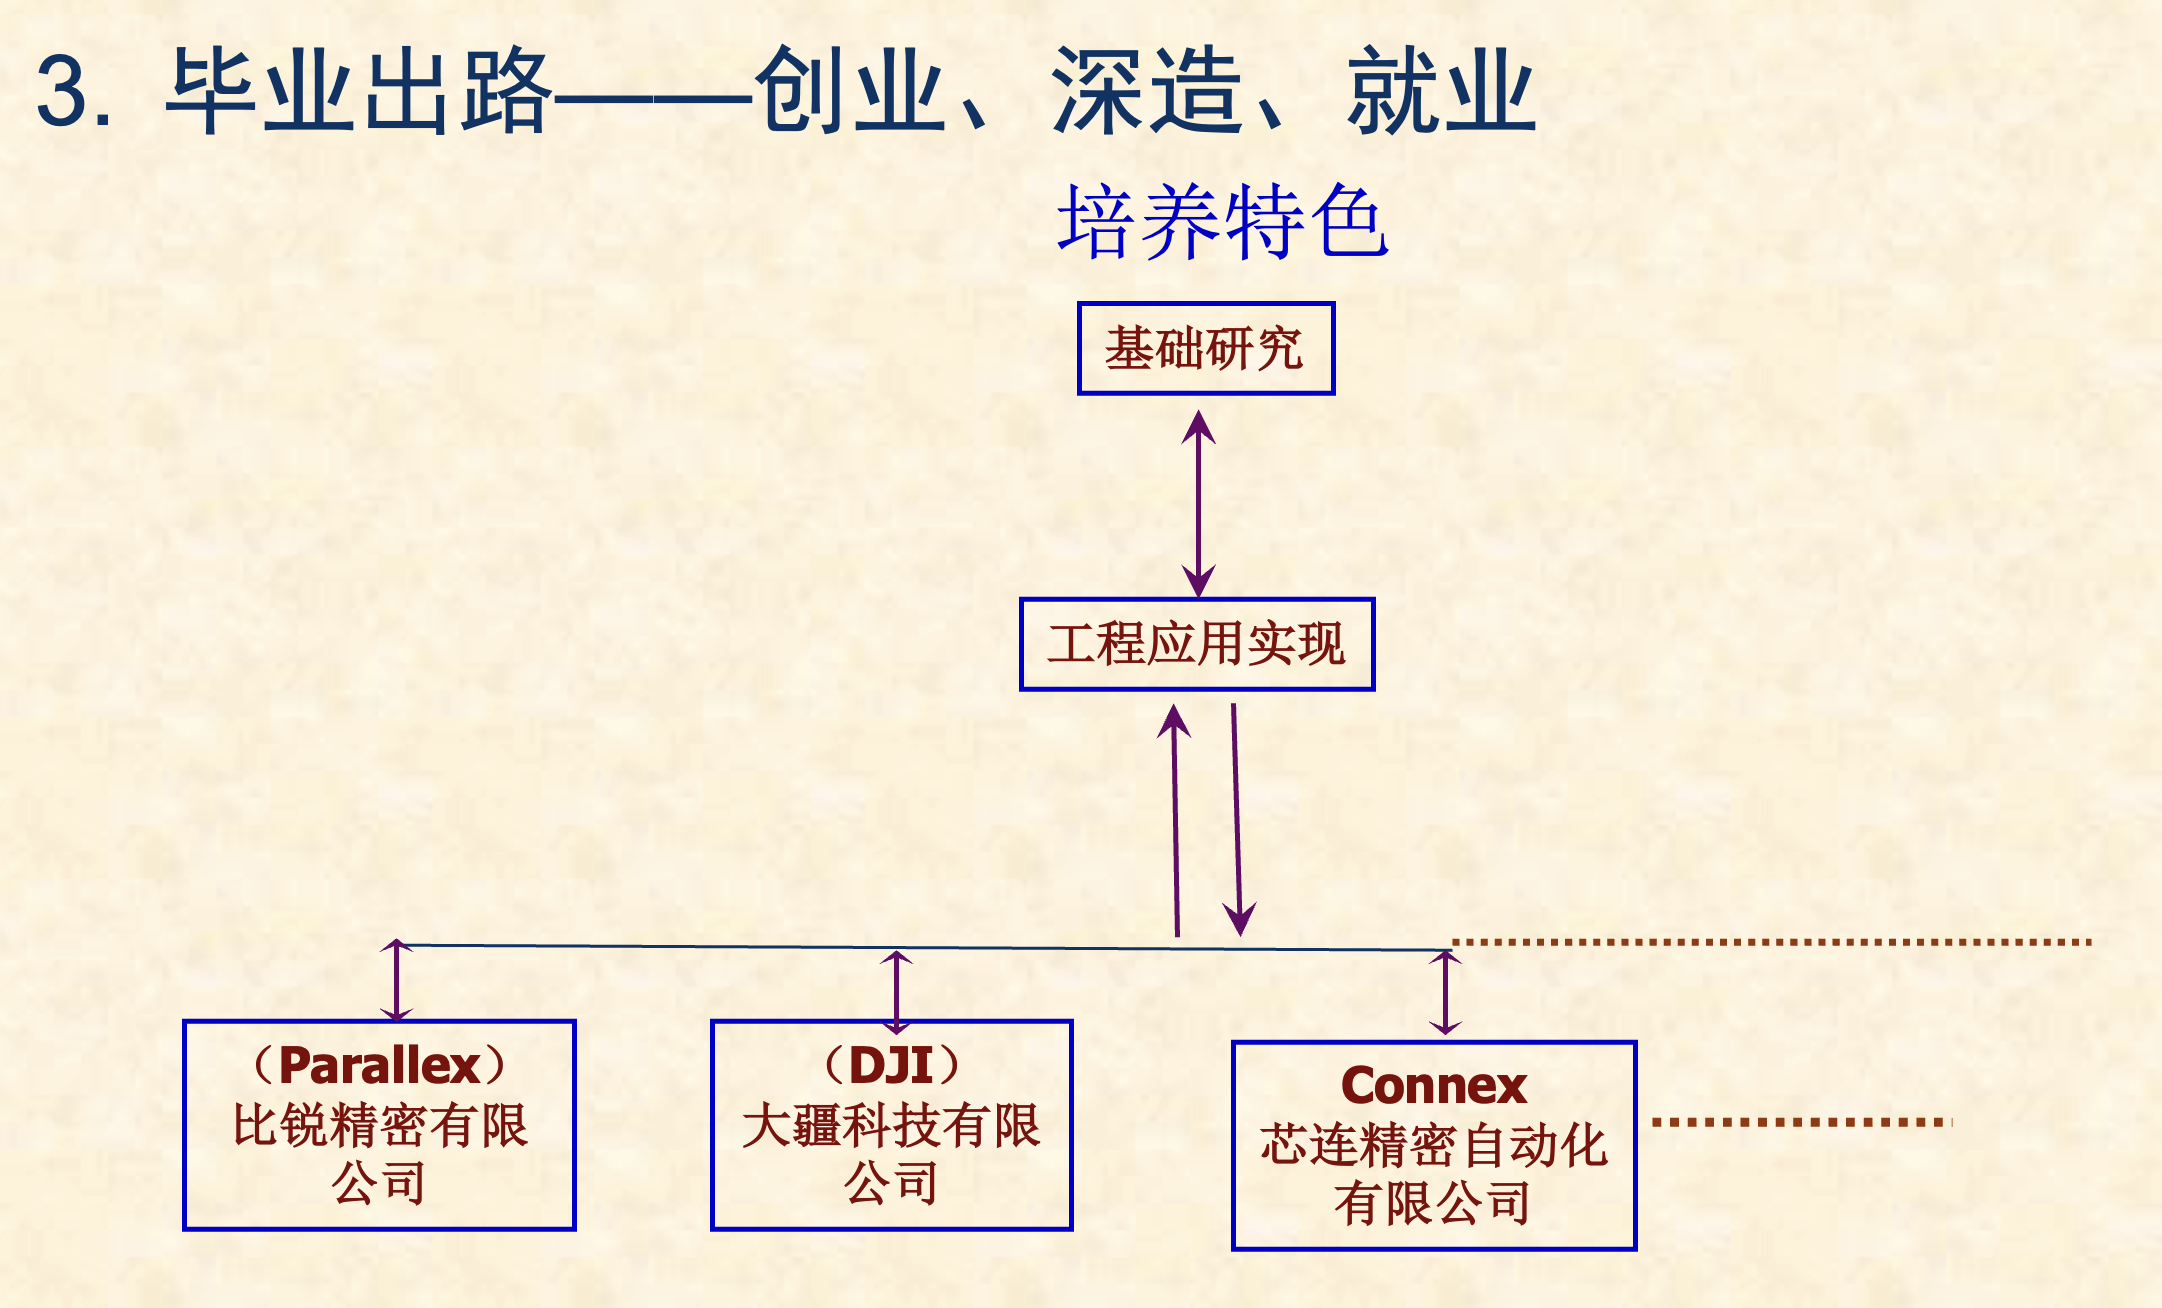 3. 毕业出路——创业、深造、就业
培养特色
基础研究
工程应用实现
（Parallex）
比锐精密有限
公司
（DJI）
大疆科技有限
公司
Connex
芯连精密自动化
有限公司